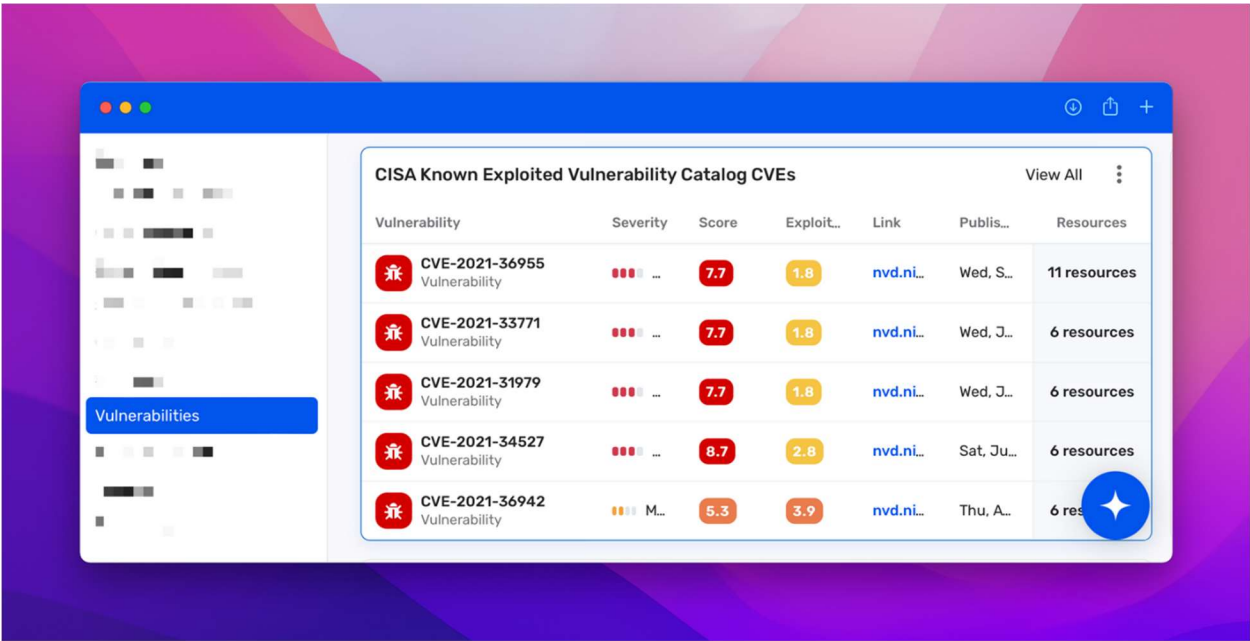 CISA Known Exploited Vulnerability Catalog CVEs View All
Vulnerability Severity Score Exploit... Link Publis... Resources
CVE-2021-36955
Vulnerability
... 7.7 1.8 nvd.ni... Wed, S... 11 resources
CVE-2021-33771
Vulnerability
... 7.7 1.8 nvd.ni... Wed, J... 6 resources
CVE-2021-31979
Vulnerability
... 7.7 1.8 nvd.ni... Wed, J... 6 resources
Vulnerabilities
CVE-2021-34527
Vulnerability
... 8.7 2.8 nvd.ni... Sat, Ju... 6 resources
CVE-2021-36942
Vulnerability
M... 5.3 3.9 nvd.ni... Thu, A... 6 res